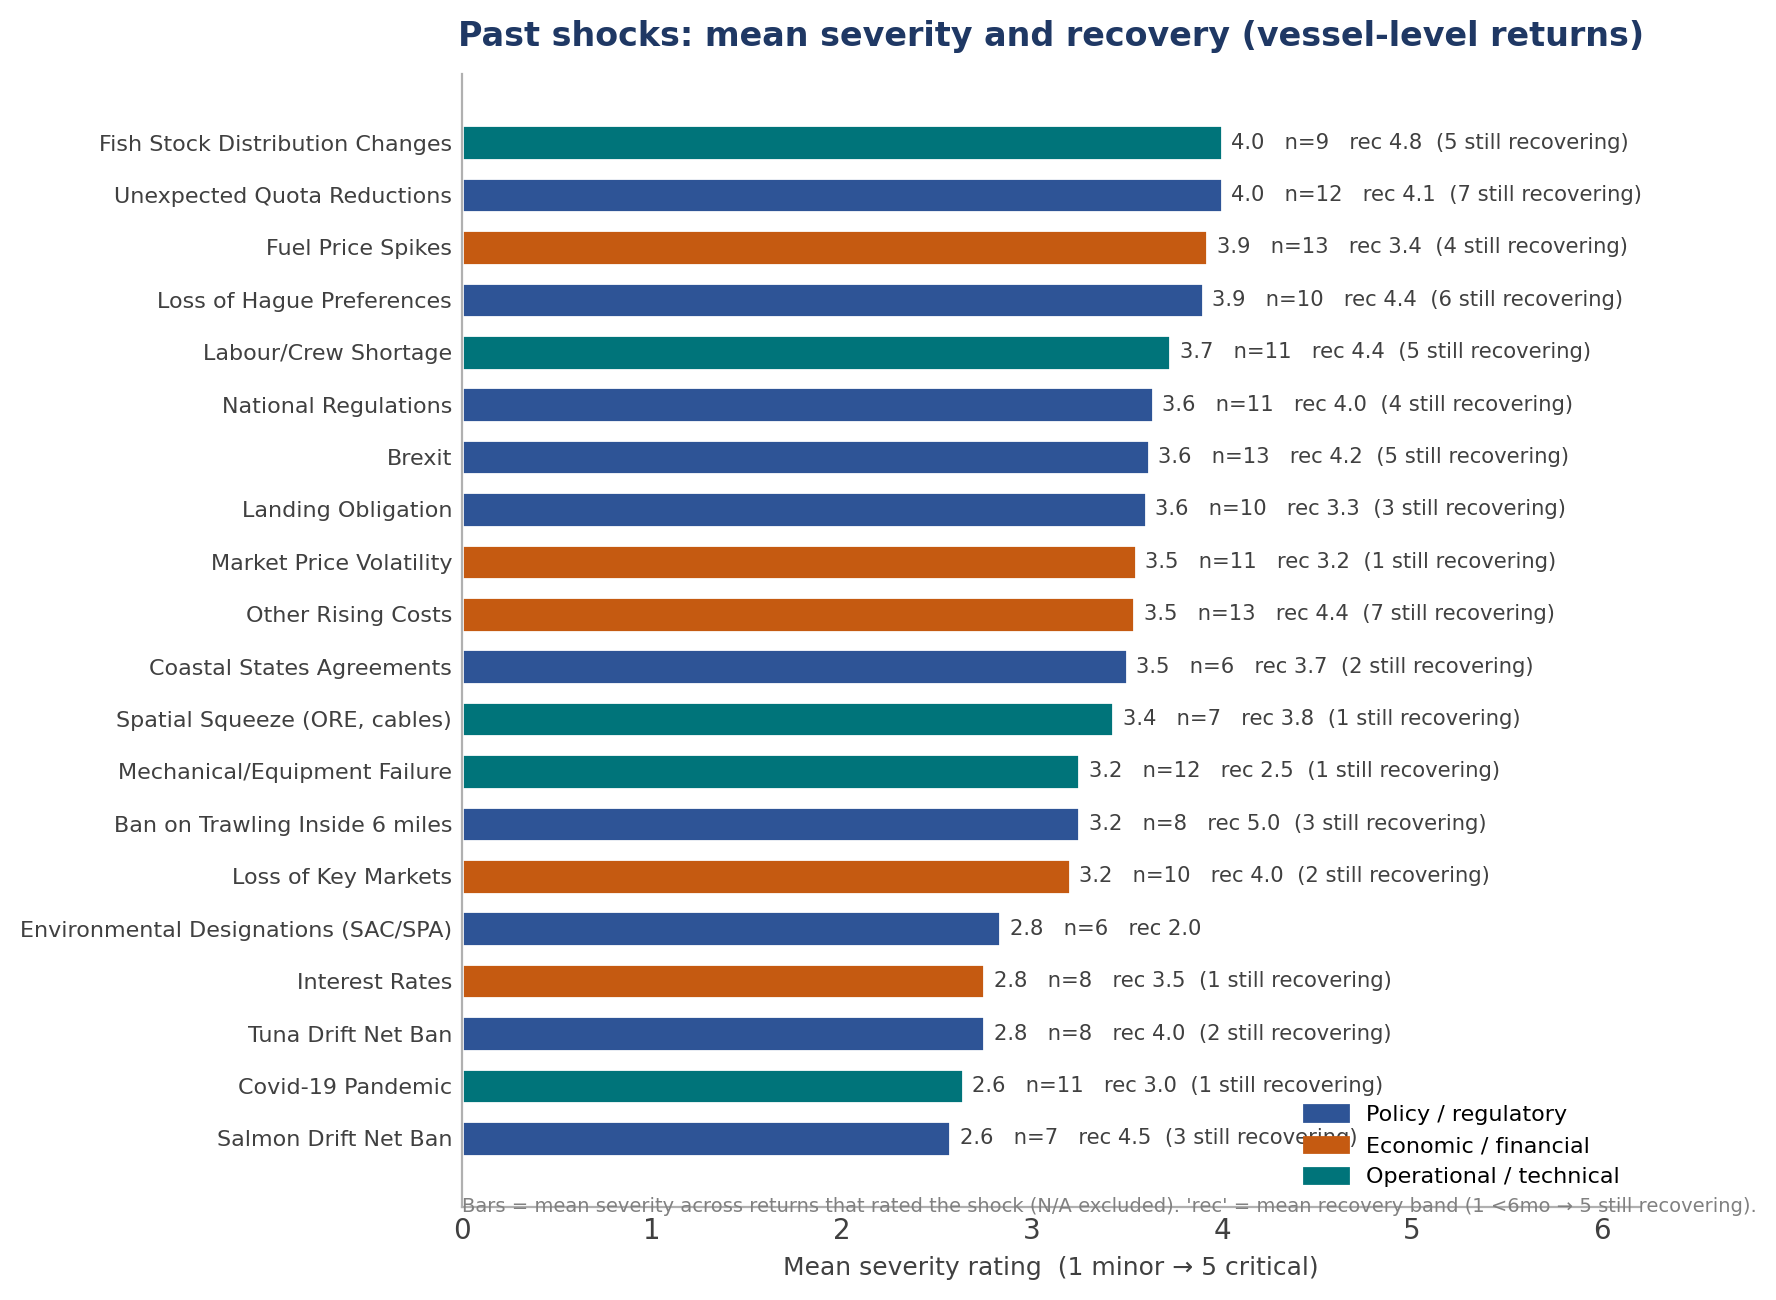 Past shocks: mean severity and recovery (vessel-level returns)
Fish Stock Distribution Changes 4.0 n=9 rec 4.8 (5 still recovering)
Unexpected Quota Reductions 4.0 n=12 rec 4.1 (7 still recovering)
Fuel Price Spikes 3.9 n=13 rec 3.4 (4 still recovering)
Loss of Hague Preferences 3.9 n=10 rec 4.4 (6 still recovering)
Labour/Crew Shortage 3.7 n=11 rec 4.4 (5 still recovering)
National Regulations 3.6 n=11 rec 4.0 (4 still recovering)
Brexit 3.6 n=13 rec 4.2 (5 still recovering)
Landing Obligation 3.6 n=10 rec 3.3 (3 still recovering)
Market Price Volatility 3.5 n=11 rec 3.2 (1 still recovering)
Other Rising Costs 3.5 n=13 rec 4.4 (7 still recovering)
Coastal States Agreements 3.5 n=6 rec 3.7 (2 still recovering)
Spatial Squeeze (ORE, cables) 3.4 n=7 rec 3.8 (1 still recovering)
Mechanical/Equipment Failure 3.2 n=12 rec 2.5 (1 still recovering)
Ban on Trawling Inside 6 miles 3.2 n=8 rec 5.0 (3 still recovering)
Loss of Key Markets 3.2 n=10 rec 4.0 (2 still recovering)
Environmental Designations (SAC/SPA) 2.8 n=6 rec 2.0
Interest Rates 2.8 n=8 rec 3.5 (1 still recovering)
Tuna Drift Net Ban 2.8 n=8 rec 4.0 (2 still recovering)
Covid-19 Pandemic 2.6 n=11 rec 3.0 (1 still recovering)
Salmon Drift Net Ban 2.6 n=7 rec 4.5 (3 still recovering)
Policy / regulatory
Economic / financial
Operational / technical
Bars = mean severity across returns that rated the shock (N/A excluded). 'rec' = mean recovery band (1 <6mo → 5 still recovering).
0 1 2 3 4 5 6
Mean severity rating (1 minor → 5 critical)